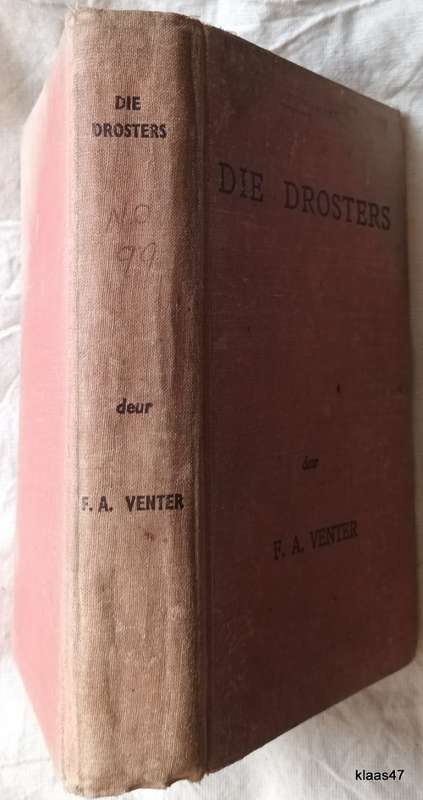 DIE
DROSTERS
NO
99
deur
F. A. VENTER
DIE DROSTERS
deur
F. A. VENTER
klaas47